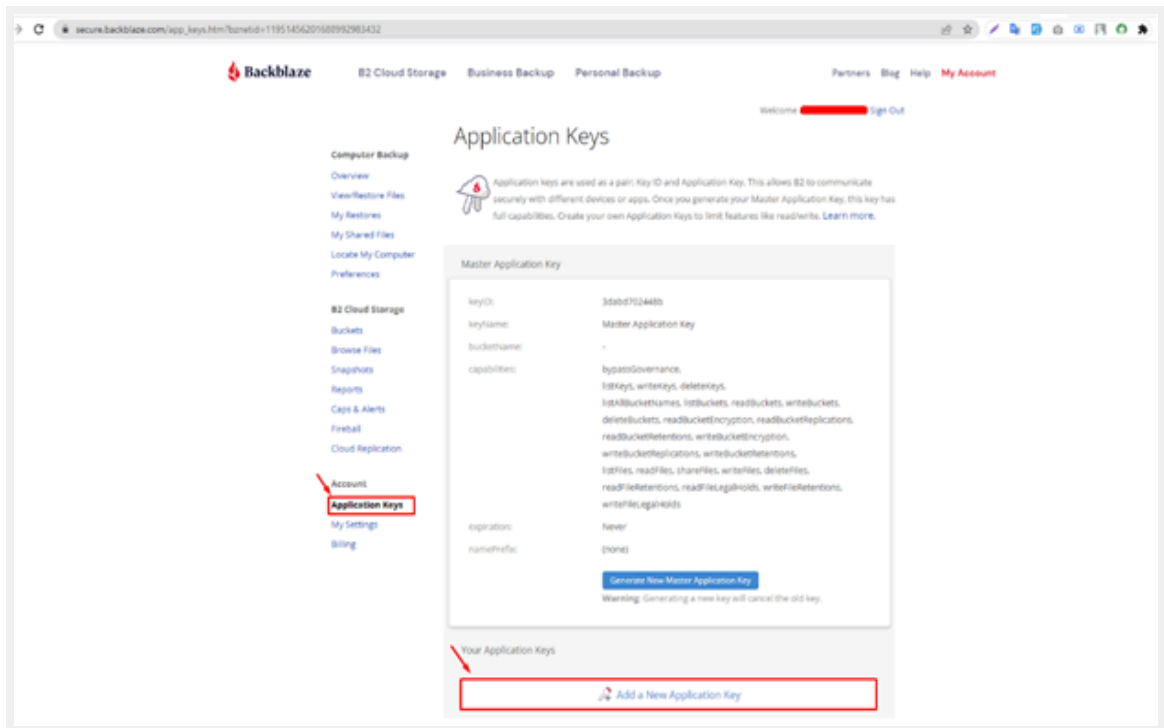 secure.backblaze.com/app_keys.htm?bznetid=11951456201688992983432
Backblaze B2 Cloud Storage Business Backup Personal Backup Partners Blog Help My Account
Welcome Sign Out
Application Keys
Application keys are used as a pair: Key ID and Application Key. This allows B2 to communicate
securely with different devices or apps. Once you generate your Master Application Key, this key has
full capabilities. Create your own Application Keys to limit features like read/write. Learn more.
Computer Backup
Overview
View/Restore Files
My Restores
My Shared Files
Locate My Computer
Preferences
B2 Cloud Storage
Buckets
Browse Files
Snapshots
Reports
Caps & Alerts
Fireball
Cloud Replication
Account
Application Keys
My Settings
Billing
Master Application Key
keyID: 3dabd702448b
keyName: Master Application Key
bucketName: -
capabilities: bypassGovernance,
listKeys, writeKeys, deleteKeys,
listAllBucketNames, listBuckets, readBuckets, writeBuckets,
deleteBuckets, readBucketEncryption, readBucketReplications,
readBucketRetentions, writeBucketEncryption,
writeBucketReplications, writeBucketRetentions,
listFiles, readFiles, shareFiles, writeFiles, deleteFiles,
readFileRetentions, readFileLegalHolds, writeFileRetentions,
writeFileLegalHolds
expiration: Never
namePrefix: (none)
Generate New Master Application Key
Warning: Generating a new key will cancel the old key.
Your Application Keys
Add a New Application Key